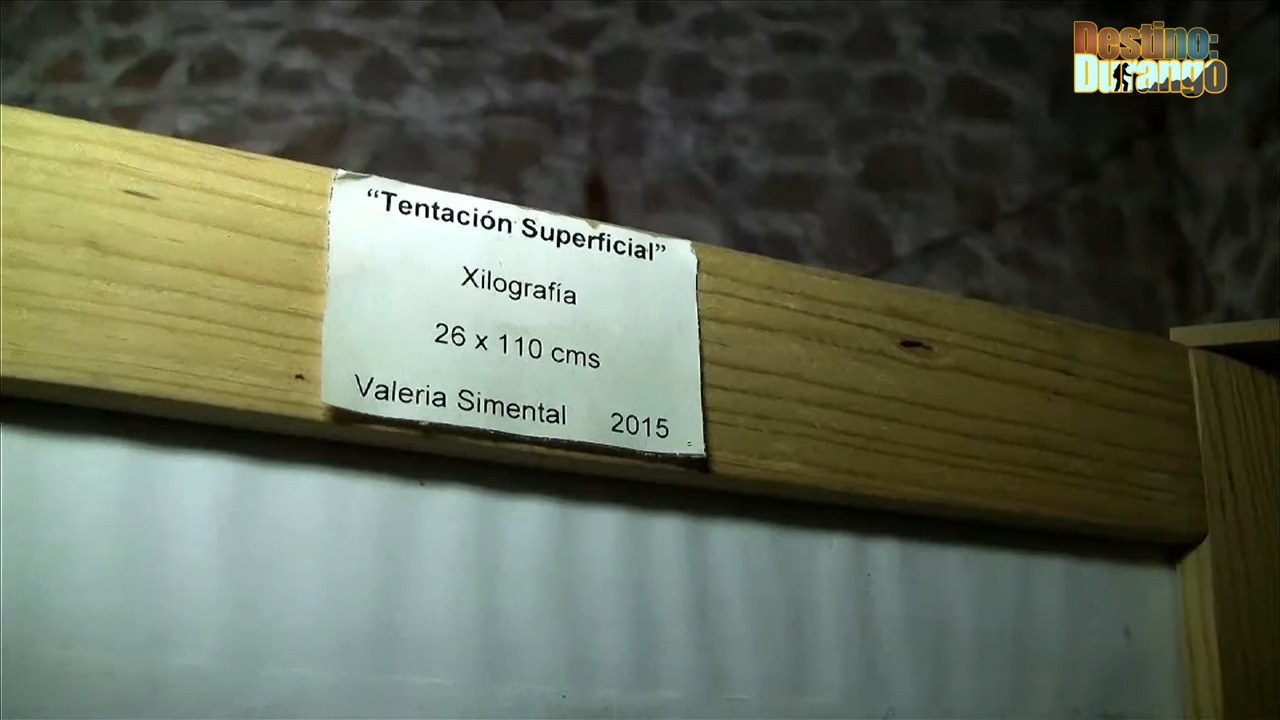 Destino:
Durango
“Tentación Superficial”
Xilografía
26 x 110 cms
Valeria Simental 2015